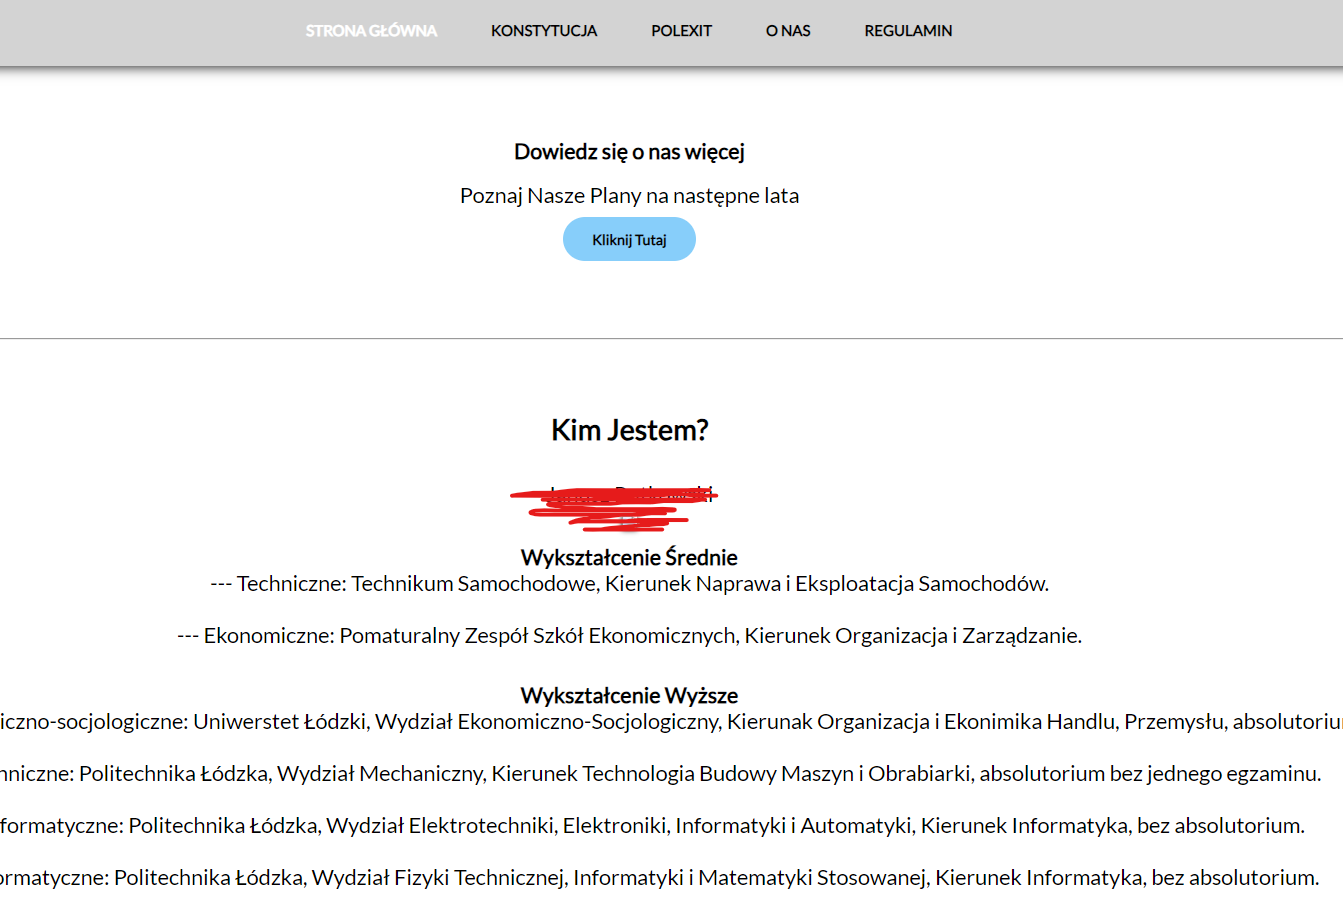 STRONA GŁÓWNA KONSTYTUCJA POLEXIT O NAS REGULAMIN
Dowiedz się o nas więcej
Poznaj Nasze Plany na następne lata
Kliknij Tutaj
Kim Jestem?
Wykształcenie Średnie
--- Techniczne: Technikum Samochodowe, Kierunek Naprawa i Eksploatacja Samochodów.
--- Ekonomiczne: Pomaturalny Zespół Szkół Ekonomicznych, Kierunek Organizacja i Zarządzanie.
Wykształcenie Wyższe
iczno-socjologiczne: Uniwerstet Łódzki, Wydział Ekonomiczno-Socjologiczny, Kierunak Organizacja i Ekonimika Handlu, Przemysłu, absolutoriu
hniczne: Politechnika Łódzka, Wydział Mechaniczny, Kierunek Technologia Budowy Maszyn i Obrabiarki, absolutorium bez jednego egzaminu.
formatyczne: Politechnika Łódzka, Wydział Elektrotechniki, Elektroniki, Informatyki i Automatyki, Kierunek Informatyka, bez absolutorium.
ormatyczne: Politechnika Łódzka, Wydział Fizyki Technicznej, Informatyki i Matematyki Stosowanej, Kierunek Informatyka, bez absolutorium.